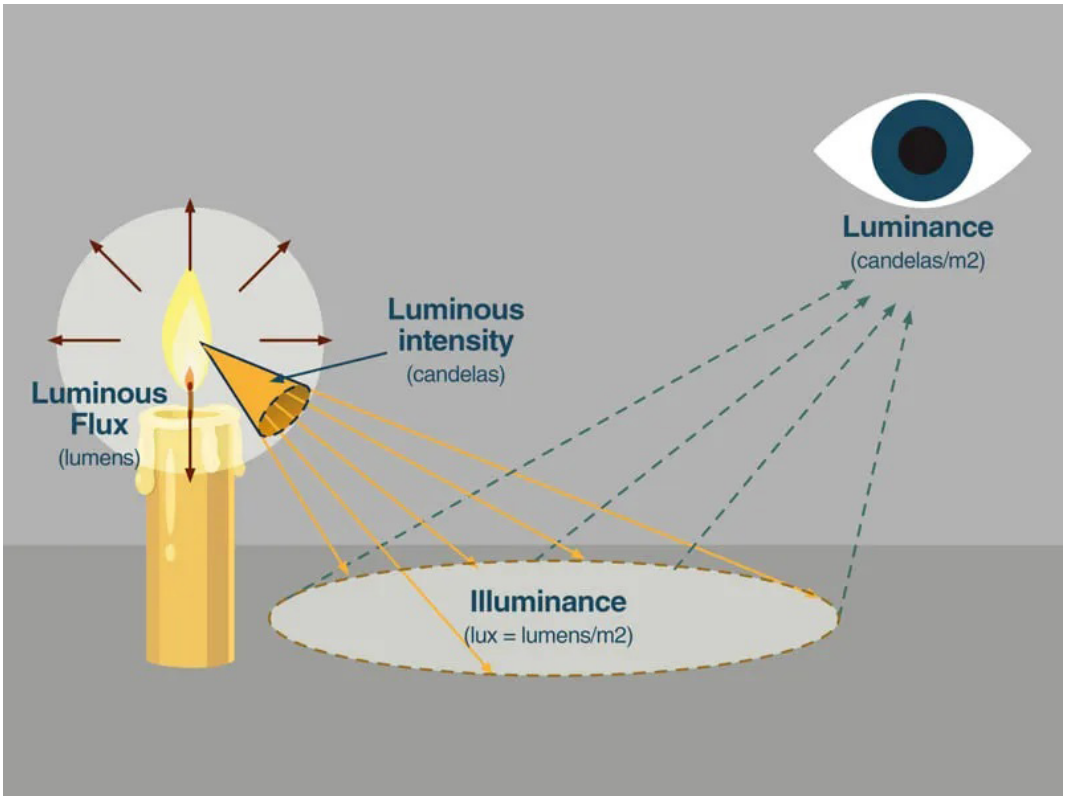 Luminance
(candelas/m2)
Luminous
intensity
(candelas)
Luminous
Flux
(lumens)
Illuminance
(lux = lumens/m2)